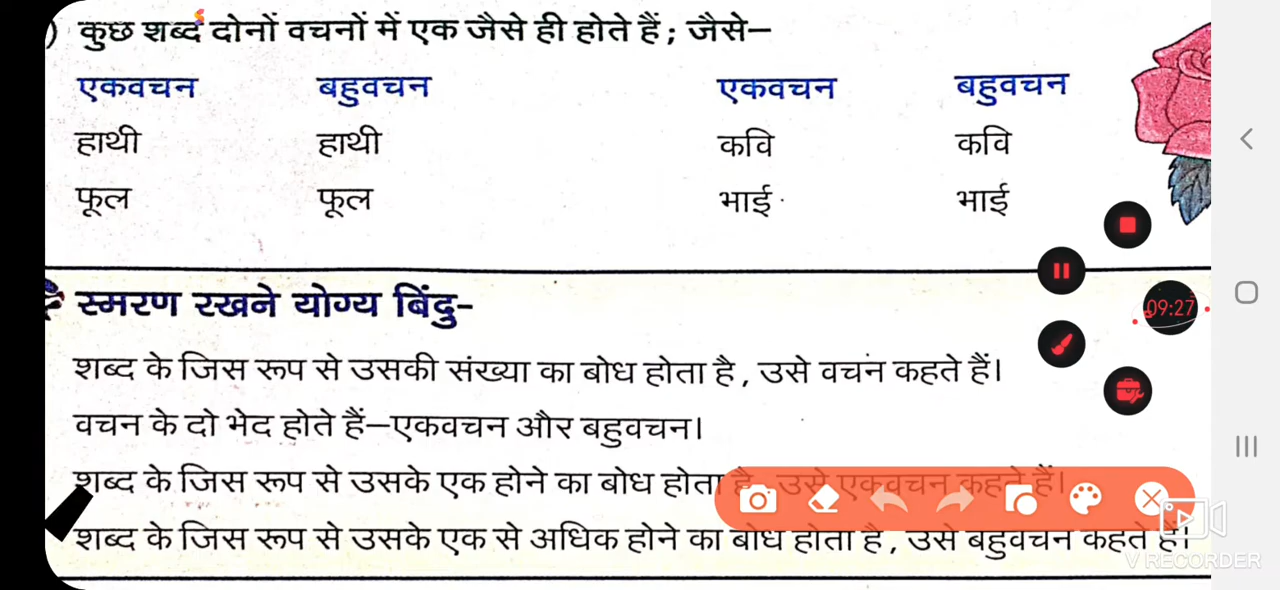 ) कुछ शब्द दोनों वचनों में एक जैसे ही होते हैं ; जैसे–
एकवचन बहुवचन एकवचन बहुवचन
हाथी हाथी कवि कवि
फूल फूल भाई भाई
स्मरण रखने योग्य बिंदु-
शब्द के जिस रूप से उसकी संख्या का बोध होता है , उसे वचन कहते हैं।
09:27
वचन के दो भेद होते हैं–एकवचन और बहुवचन।
शब्द के जिस रूप से उसके एक होने का बोध होता है , उसे एकवचन कहते हैं।
शब्द के जिस रूप से उसके एक से अधिक होने का बोध होता है , उसे बहुवचन कहते हैं।
V RECORDER